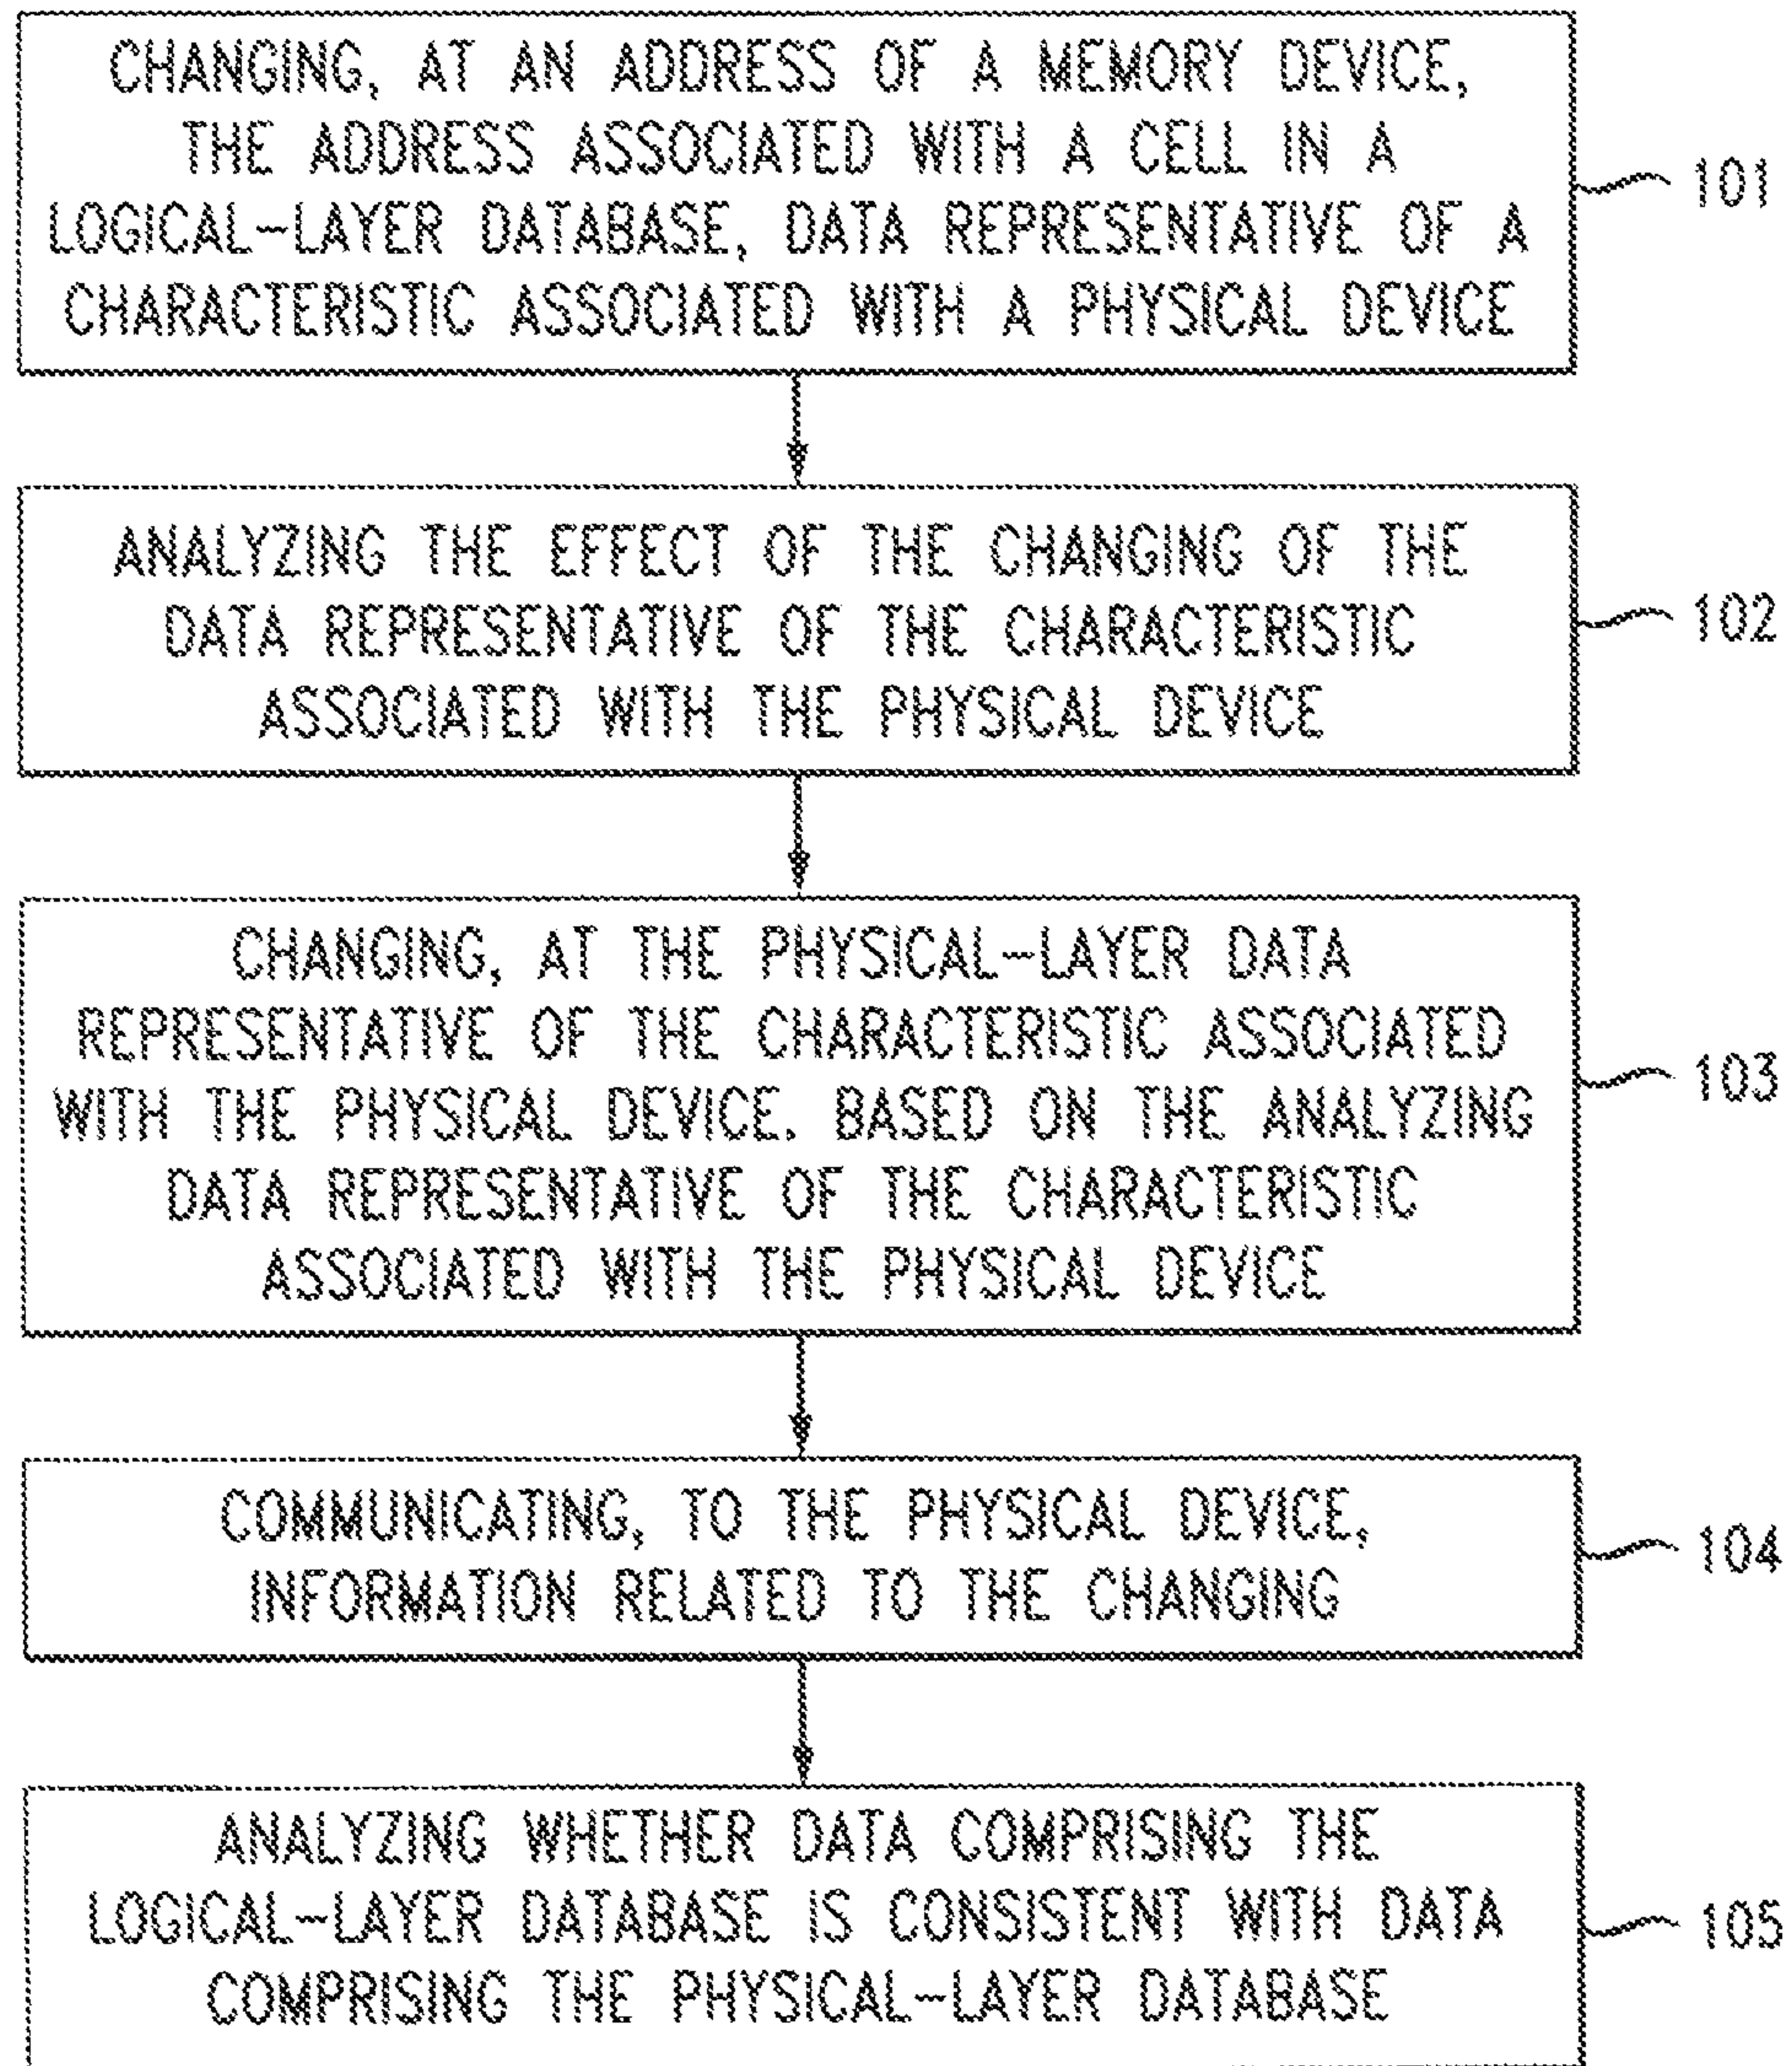 CHANGING, AT AN ADDRESS OF A MEMORY DEVICE,
THE ADDRESS ASSOCIATED WITH A CELL IN A
LOGICAL-LAYER DATABASE, DATA REPRESENTATIVE OF A
CHARACTERISTIC ASSOCIATED WITH A PHYSICAL DEVICE
101
ANALYZING THE EFFECT OF THE CHANGING OF THE
DATA REPRESENTATIVE OF THE CHARACTERISTIC
ASSOCIATED WITH THE PHYSICAL DEVICE
102
CHANGING, AT THE PHYSICAL-LAYER DATA
REPRESENTATIVE OF THE CHARACTERISTIC ASSOCIATED
WITH THE PHYSICAL DEVICE. BASED ON THE ANALYZING
DATA REPRESENTATIVE OF THE CHARACTERISTIC
ASSOCIATED WITH THE PHYSICAL DEVICE
103
COMMUNICATING, TO THE PHYSICAL DEVICE,
INFORMATION RELATED TO THE CHANGING
104
ANALYZING WHETHER DATA COMPRISING THE
LOGICAL-LAYER DATABASE IS CONSISTENT WITH DATA
COMPRISING THE PHYSICAL-LAYER DATABASE
105